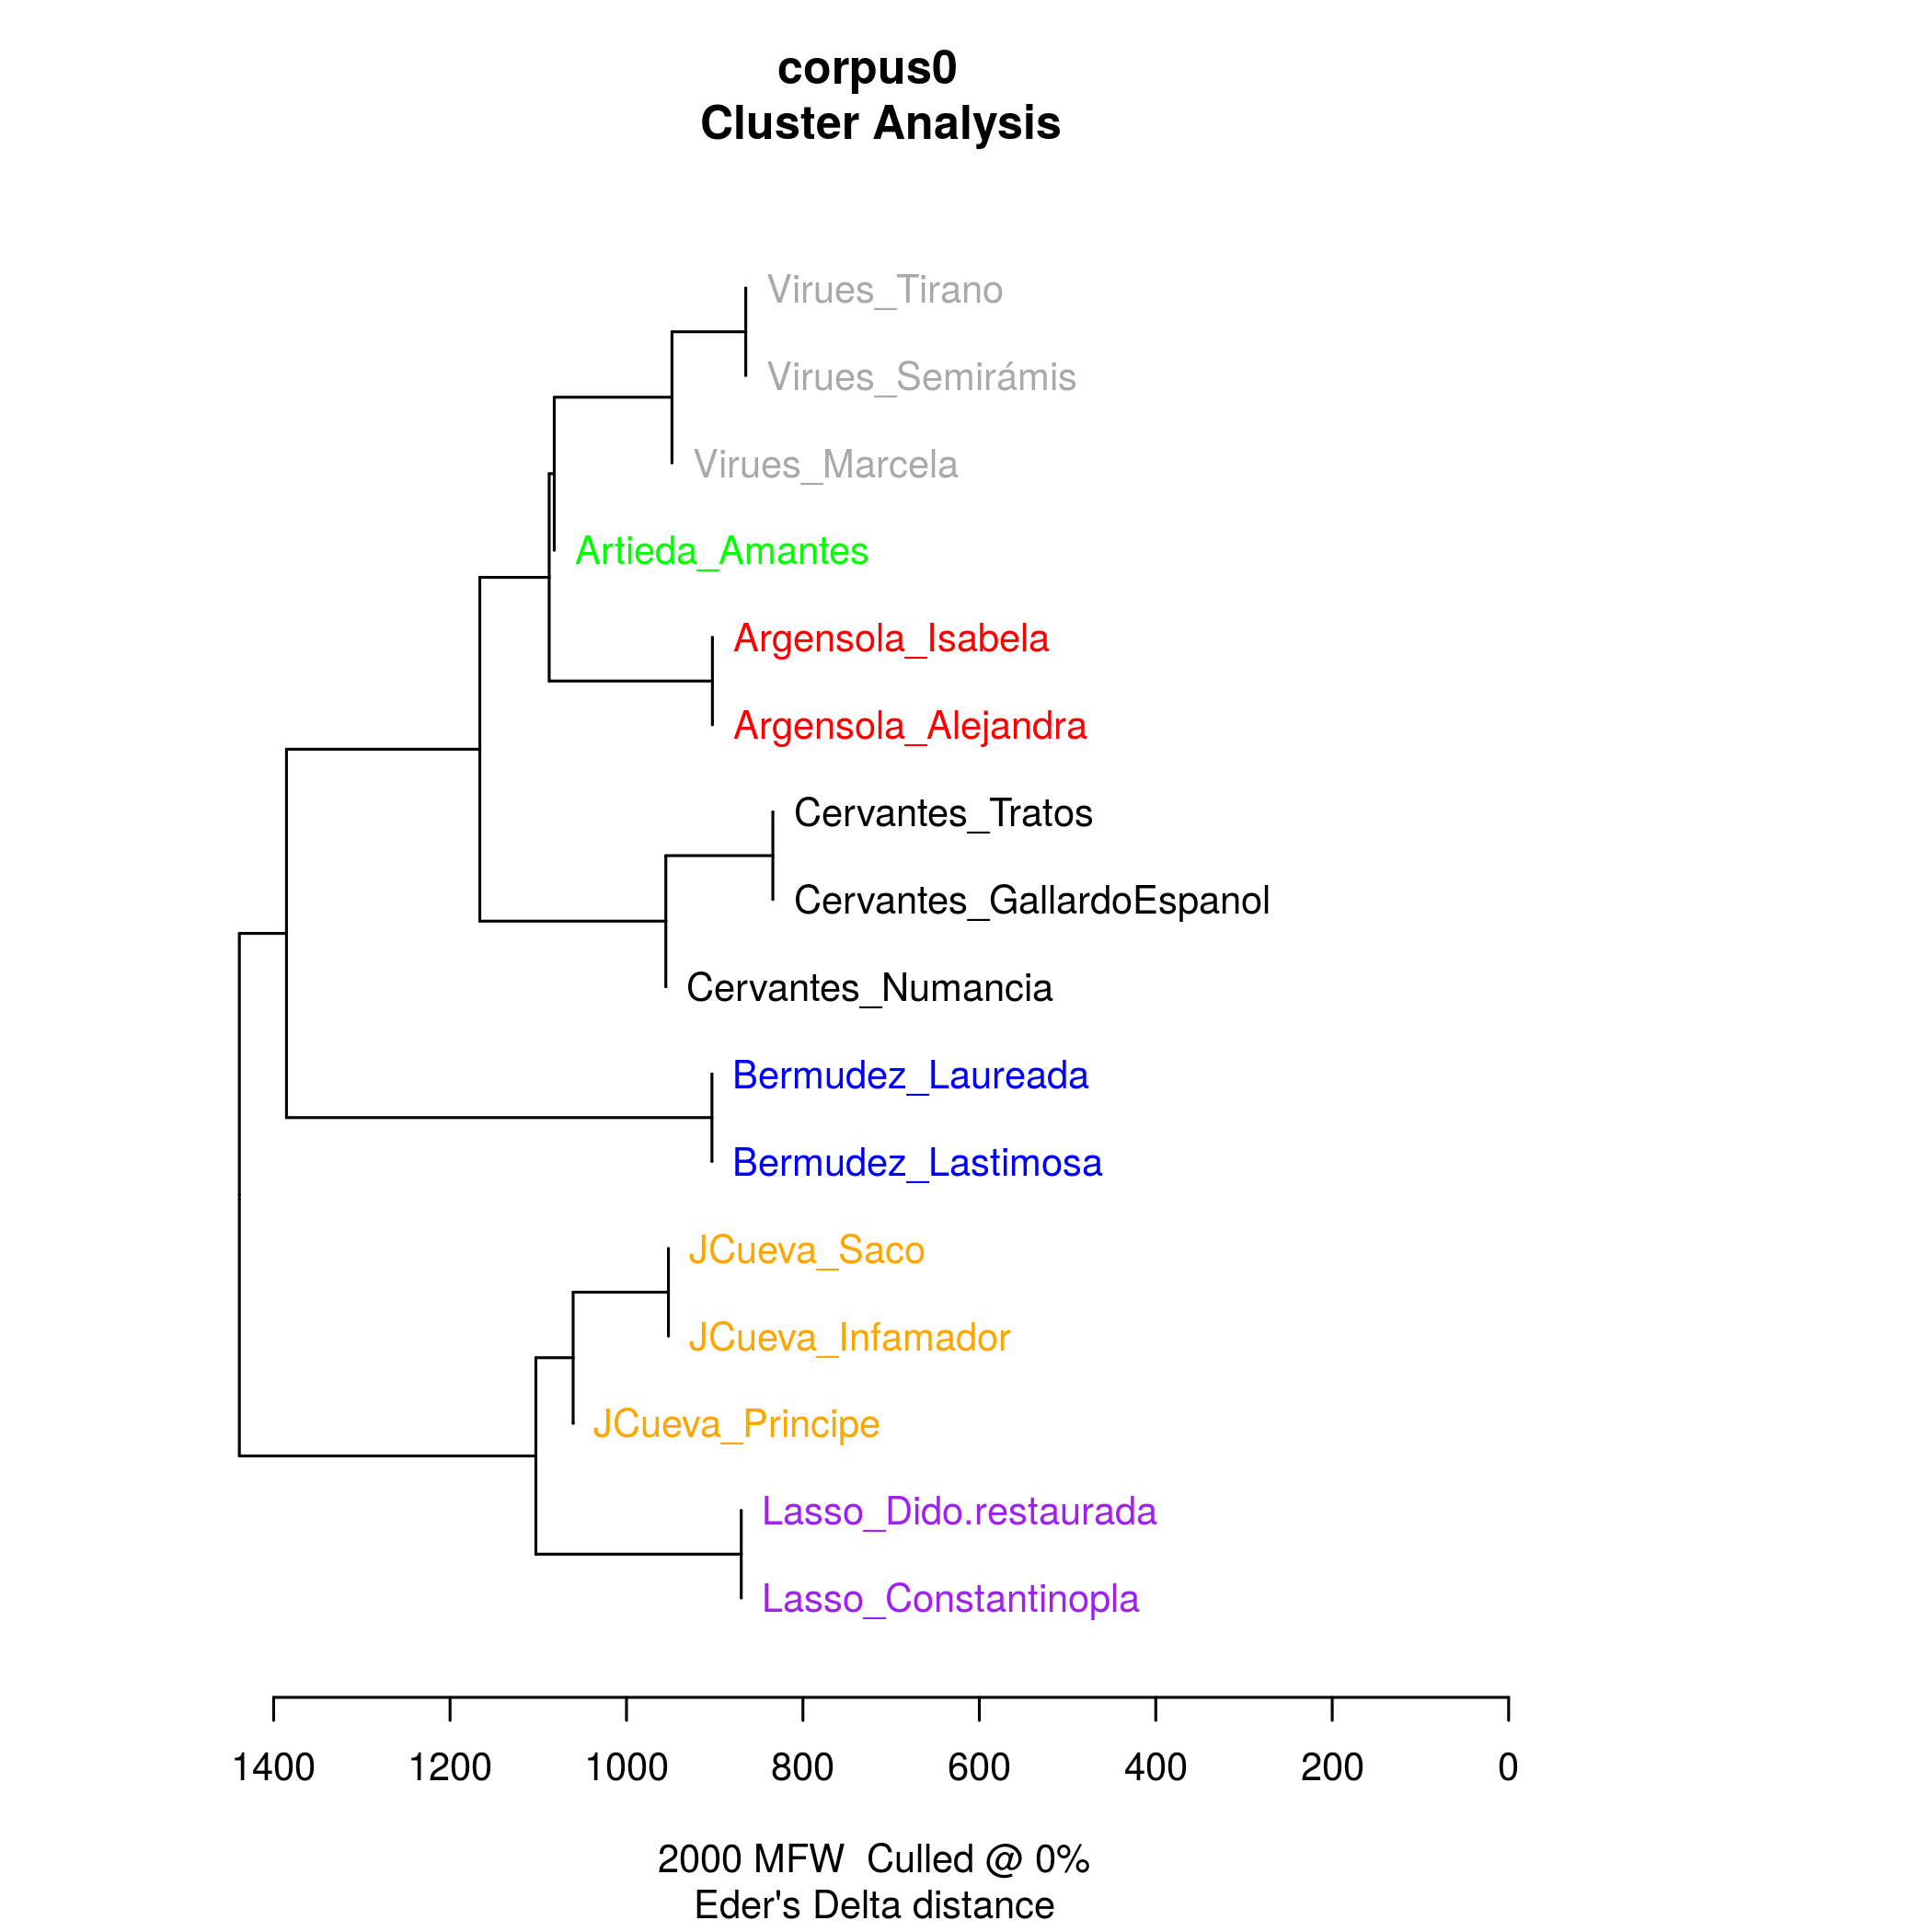 corpus0
Cluster Analysis
Virues_Tirano
Virues_Semirámis
Virues_Marcela
Artieda_Amantes
Argensola_Isabela
Argensola_Alejandra
Cervantes_Tratos
Cervantes_GallardoEspanol
Cervantes_Numancia
Bermudez_Laureada
Bermudez_Lastimosa
JCueva_Saco
JCueva_Infamador
JCueva_Principe
Lasso_Dido.restaurada
Lasso_Constantinopla
1400 1200 1000 800 600 400 200 0
2000 MFW  Culled @ 0%
Eder's Delta distance